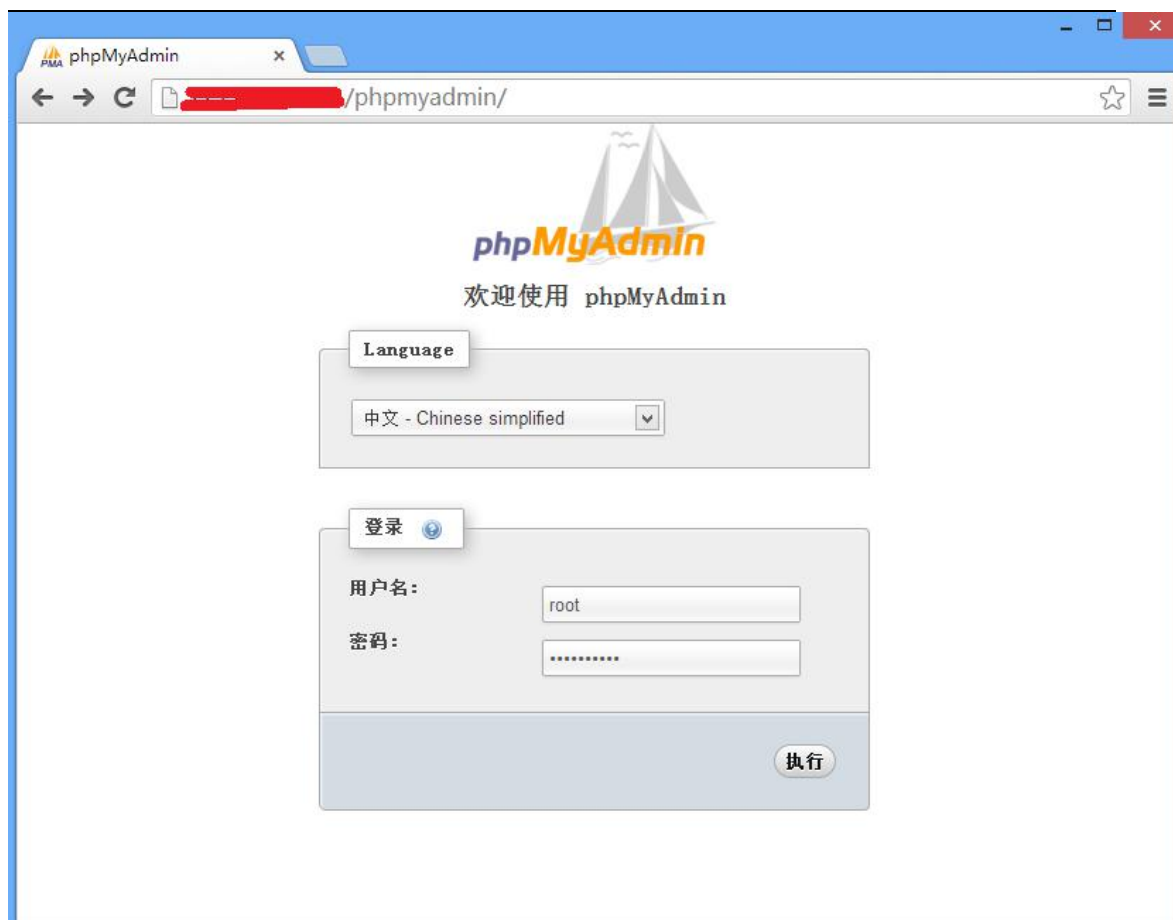 phpMyAdmin
/phpmyadmin/
phpMyAdmin
欢迎使用 phpMyAdmin
Language
中文 - Chinese simplified
登录
用户名:
root
密码:
••••••••••
执行